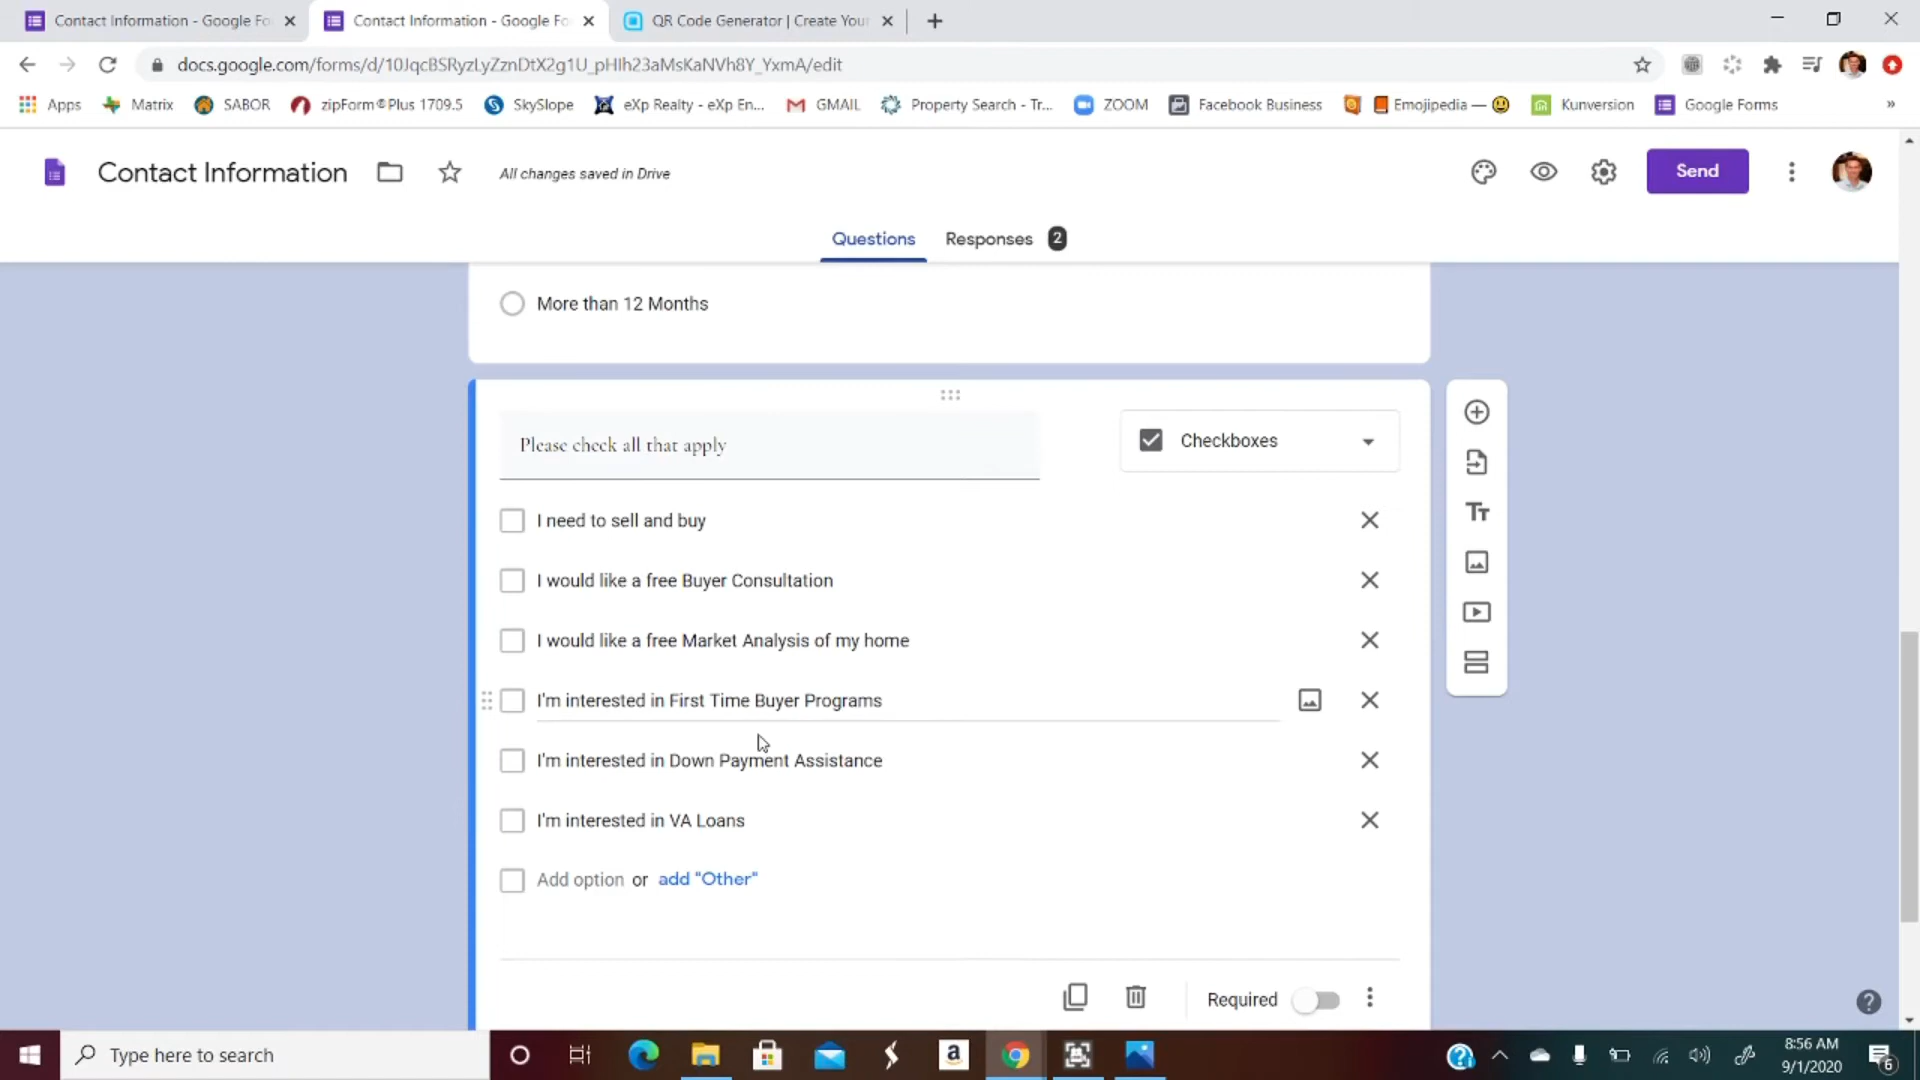 Contact Information - Google Fo
Contact Information - Google Fo
QR Code Generator | Create Your
docs.google.com/forms/d/10JqcBSRyzLyZznDtX2g1U_pHIh23aMsKaNVh8Y_YxmA/edit
Apps
Matrix
SABOR
zipForm®Plus 1709.5
SkySlope
eXp Realty - eXp En...
GMAIL
Property Search - Tr...
ZOOM
Facebook Business
Emojipedia — 😃
Kunversion
Google Forms
»
Contact Information
All changes saved in Drive
Send
Questions
Responses 2
More than 12 Months
Please check all that apply
Checkboxes
I need to sell and buy
I would like a free Buyer Consultation
I would like a free Market Analysis of my home
I'm interested in First Time Buyer Programs
I'm interested in Down Payment Assistance
I'm interested in VA Loans
Add option or add "Other"
Required
Type here to search
8:56 AM
9/1/2020
6